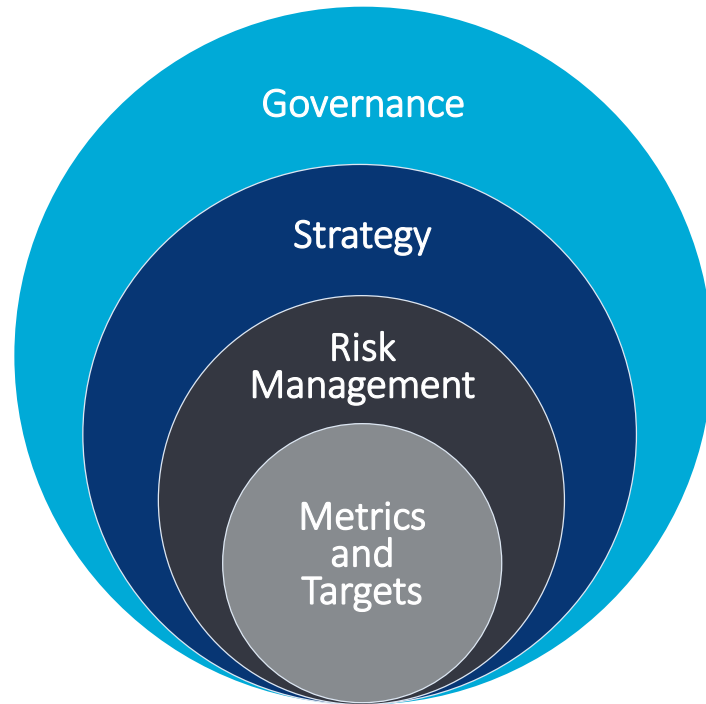 Governance
Strategy
Risk
Management
Metrics
and
Targets